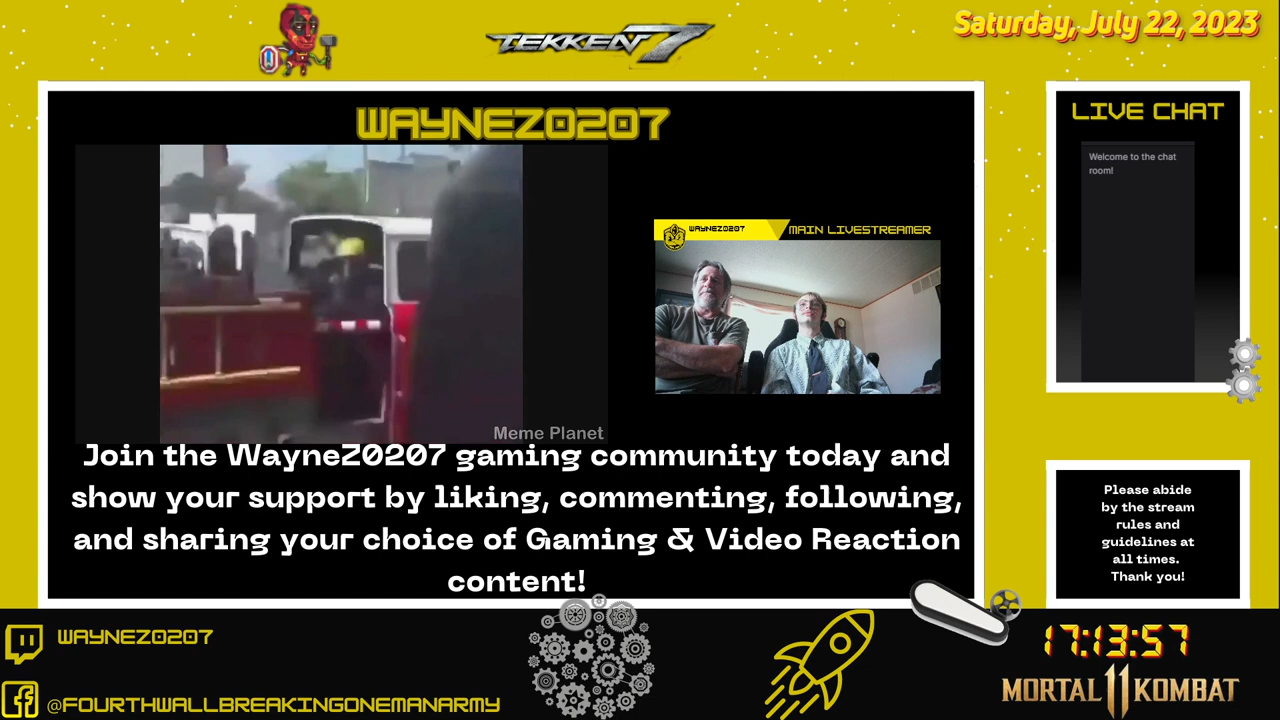 TEKKEN 7
Saturday, July 22, 2023
WAYNEZ0207
LIVE CHAT
Welcome to the chat
room!
WAYNEZ0207
MAIN LIVESTREAMER
Meme Planet
Join the WayneZ0207 gaming community today and
show your support by liking, commenting, following,
and sharing your choice of Gaming & Video Reaction
content!
Please abide
by the stream
rules and
guidelines at
all times.
Thank you!
WAYNEZ0207
@FOURTHWALLBREAKINGONEMANARMY
17:13:57
MORTAL 11 KOMBAT